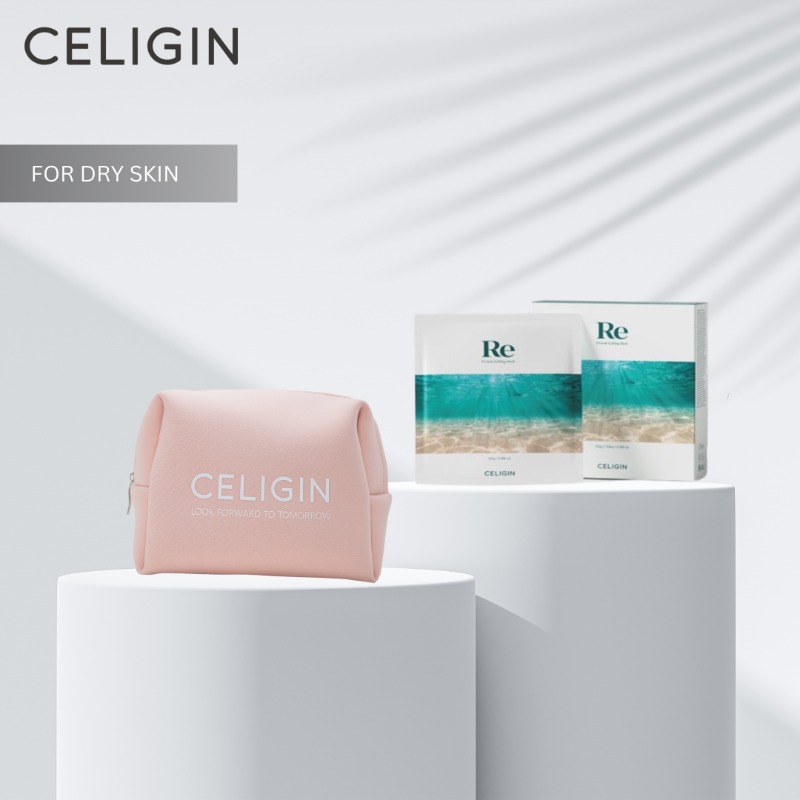 CELIGIN
FOR DRY SKIN
Re
CELIGIN
Re
CELIGIN
CELIGIN
LOOK FORWARD TO TOMORROW